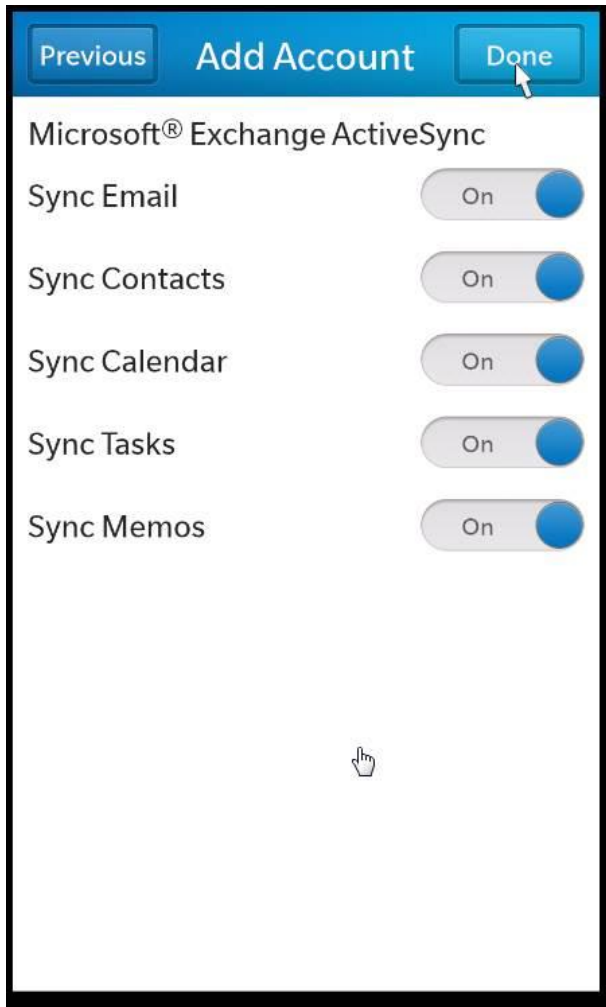 Previous Add Account Done
Microsoft® Exchange ActiveSync
Sync Email On
Sync Contacts On
Sync Calendar On
Sync Tasks On
Sync Memos On